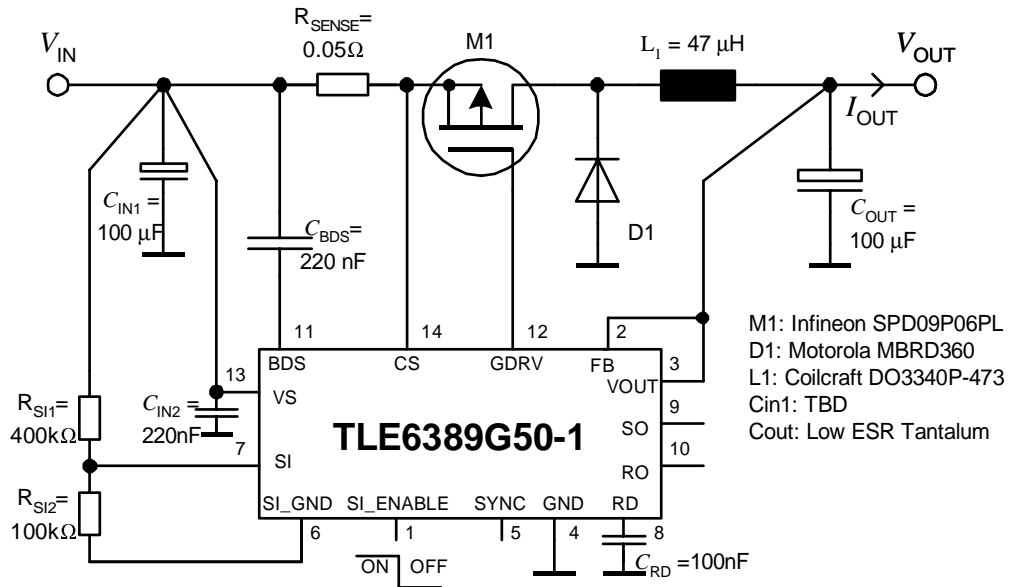 R_SENSE=
0.05Ω
V_IN
M1
L_1 = 47 μH
V_OUT
I_OUT
C_IN1 =
100 μF
C_BDS=
220 nF
D1
C_OUT =
100 μF
11
14
12
2
BDS
CS
GDRV
FB
3
VOUT
13
VS
9
SO
10
RO
R_SI1=
400kΩ
C_IN2 =
220nF
7
SI
TLE6389G50-1
R_SI2=
100kΩ
SI_GND
SI_ENABLE
SYNC
GND
RD
6
1
5
4
8
ON
OFF
C_RD =100nF
M1: Infineon SPD09P06PL
D1: Motorola MBRD360
L1: Coilcraft DO3340P-473
Cin1: TBD
Cout: Low ESR Tantalum